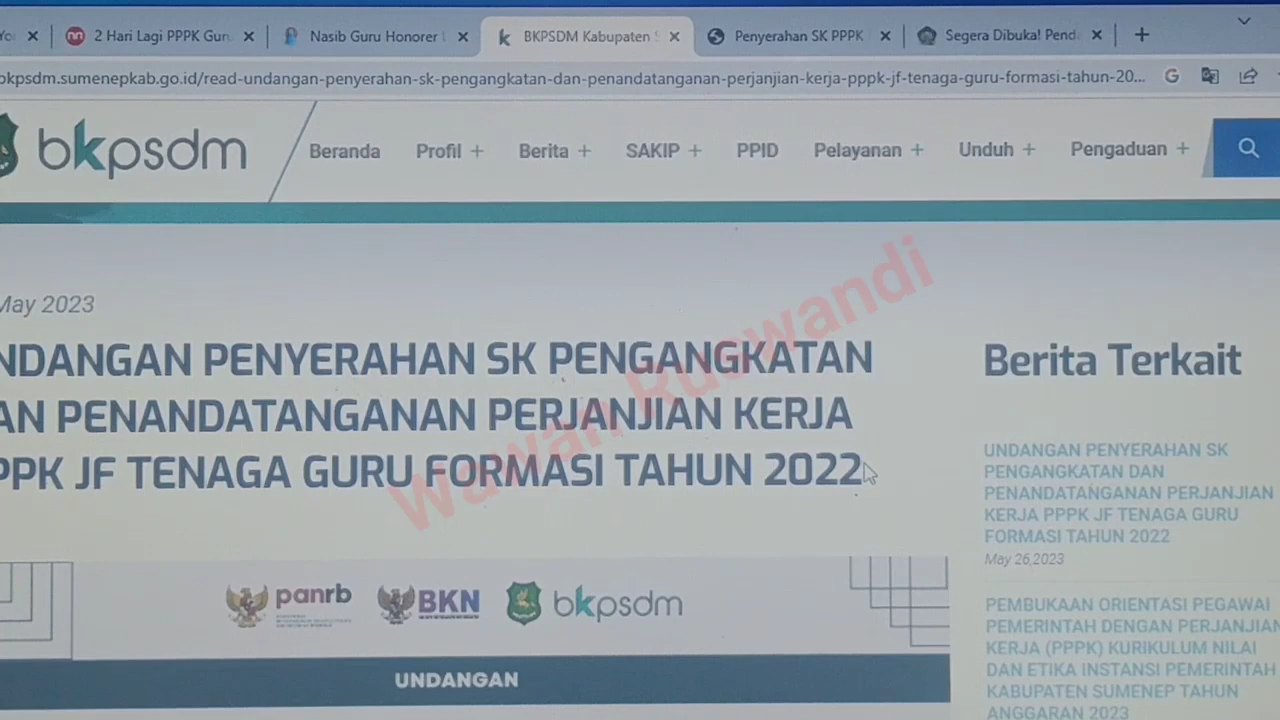 2 Hari Lagi PPPK Gun
Nasib Guru Honorer
BKPSDM Kabupaten S
Penyerahan SK PPPK
Segera Dibuka! Pend
bkpsdm.sumenepkab.go.id/read-undangan-penyerahan-sk-pengangkatan-dan-penandatanganan-perjanjian-kerja-pppk-jf-tenaga-guru-formasi-tahun-20...
bkpsdm
Beranda
Profil +
Berita +
SAKIP +
PPID
Pelayanan +
Unduh +
Pengaduan +
May 2023
NDANGAN PENYERAHAN SK PENGANGKATAN
AN PENANDATANGANAN PERJANJIAN KERJA
PPK JF TENAGA GURU FORMASI TAHUN 2022
Wawan Ruswandi
panrb
BKN
bkpsdm
UNDANGAN
Berita Terkait
UNDANGAN PENYERAHAN SK
PENGANGKATAN DAN
PENANDATANGANAN PERJANJIAN
KERJA PPPK JF TENAGA GURU
FORMASI TAHUN 2022
May 26,2023
PEMBUKAAN ORIENTASI PEGAWAI
PEMERINTAH DENGAN PERJANJIAN
KERJA (PPPK) KURIKULUM NILAI
DAN ETIKA INSTANSI PEMERINTAH
KABUPATEN SUMENEP TAHUN
ANGGARAN 2023